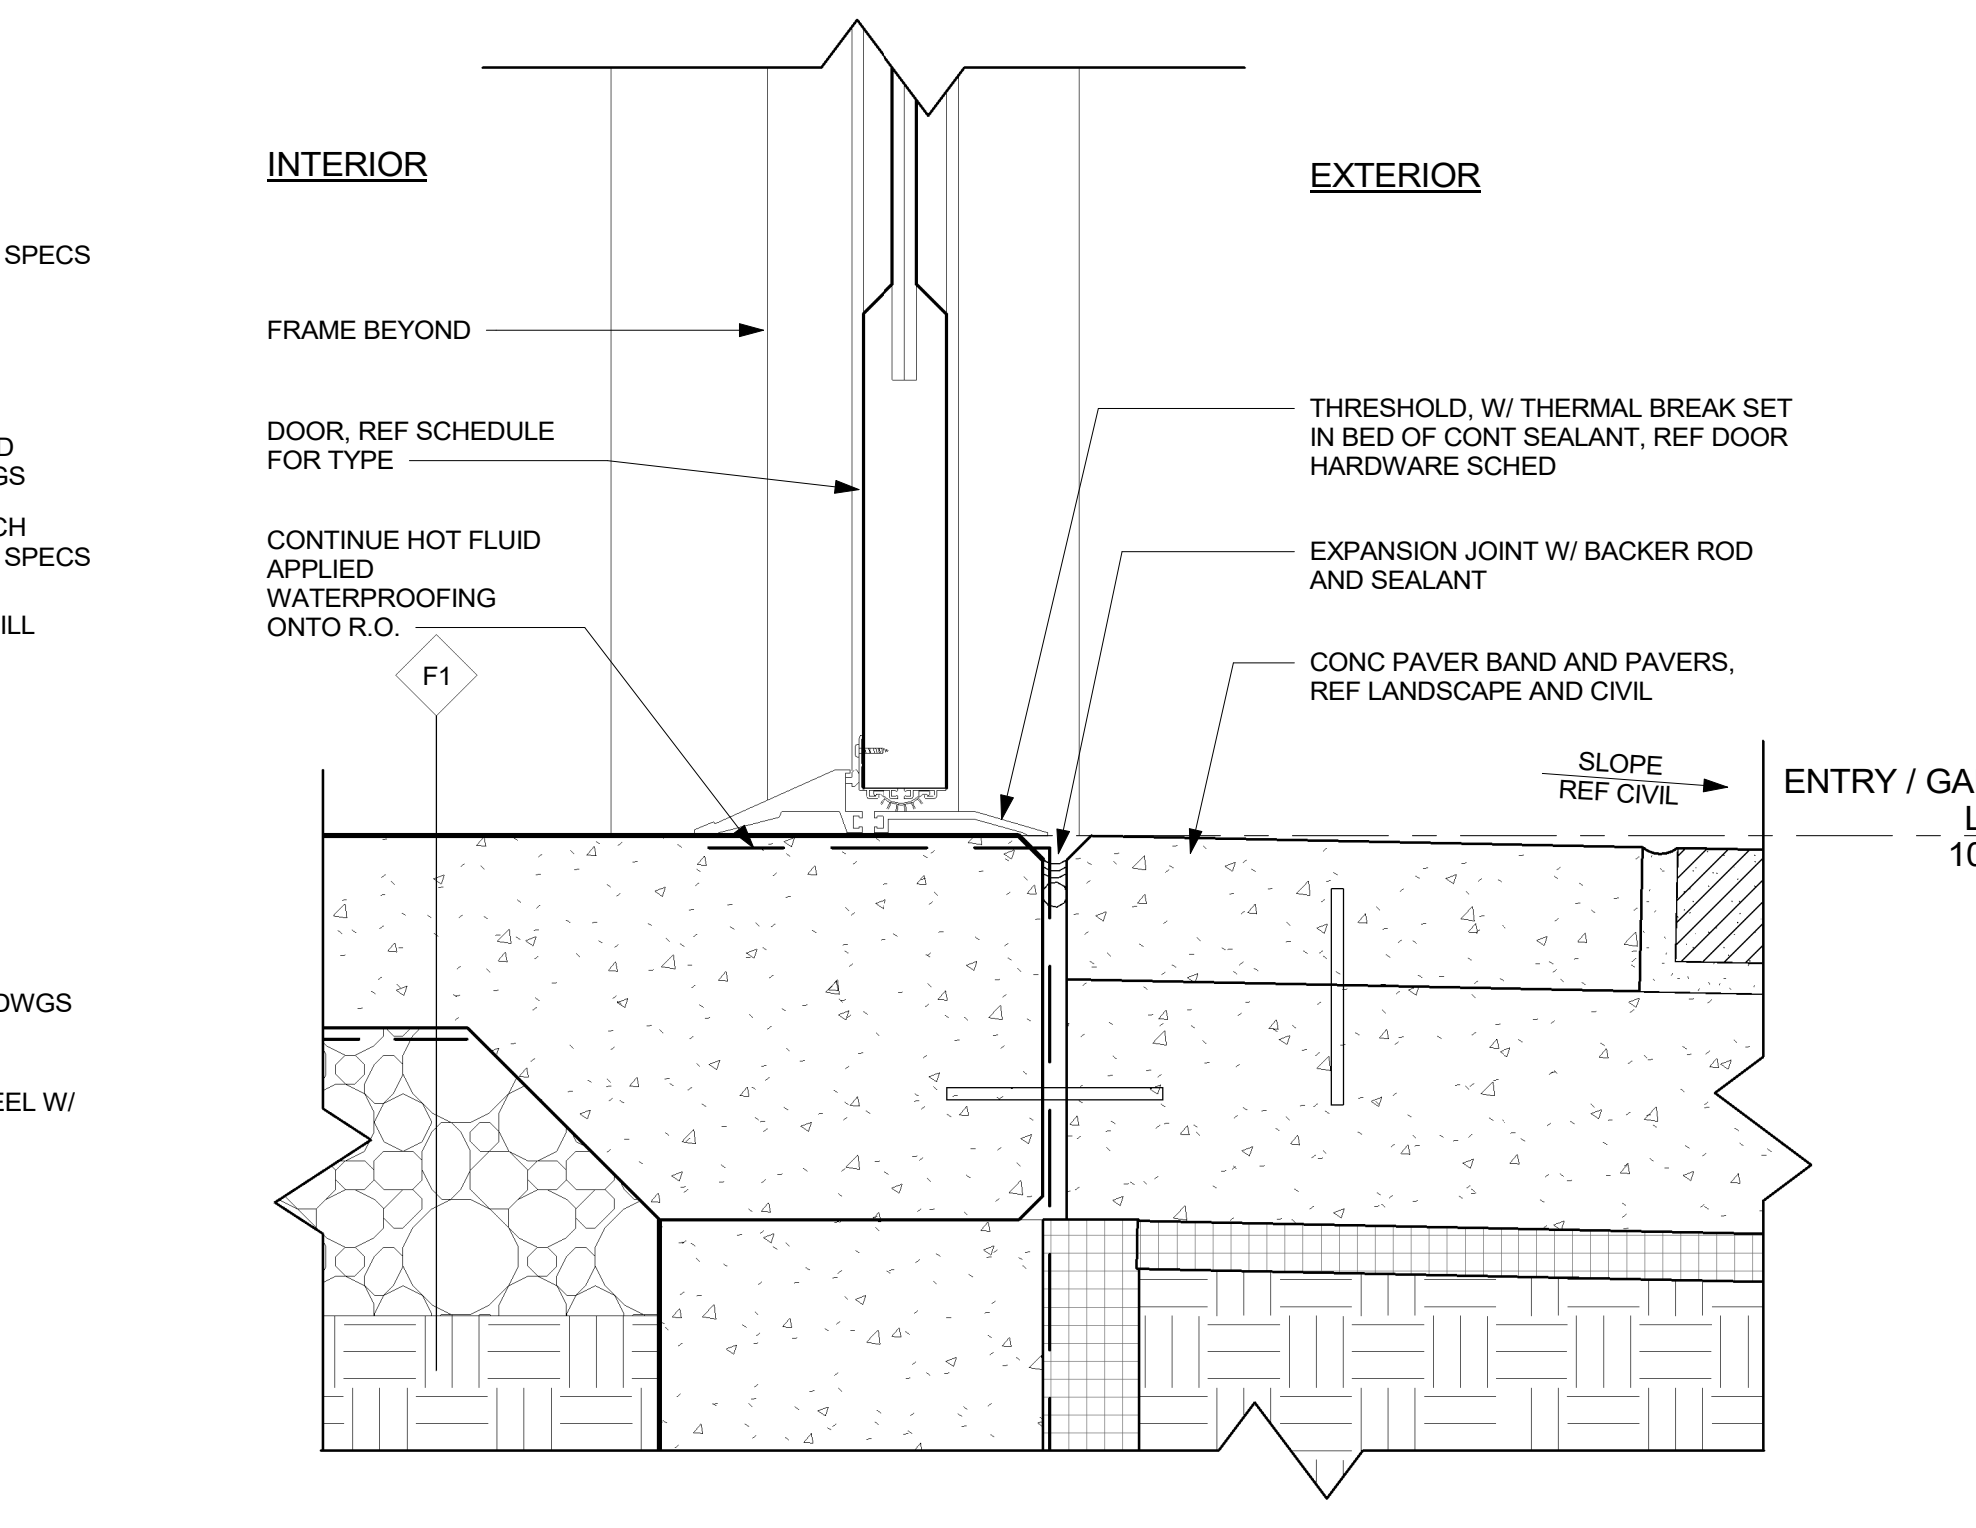 SPECS
D
GS
CH
SPECS
ILL
DWGS
EEL W/
INTERIOR
FRAME BEYOND
DOOR, REF SCHEDULE
FOR TYPE
CONTINUE HOT FLUID
APPLIED
WATERPROOFING
ONTO R.O.
F1
EXTERIOR
THRESHOLD, W/ THERMAL BREAK SET
IN BED OF CONT SEALANT, REF DOOR
HARDWARE SCHED
EXPANSION JOINT W/ BACKER ROD
AND SEALANT
CONC PAVER BAND AND PAVERS,
REF LANDSCAPE AND CIVIL
SLOPE
REF CIVIL
ENTRY / GA
L
10